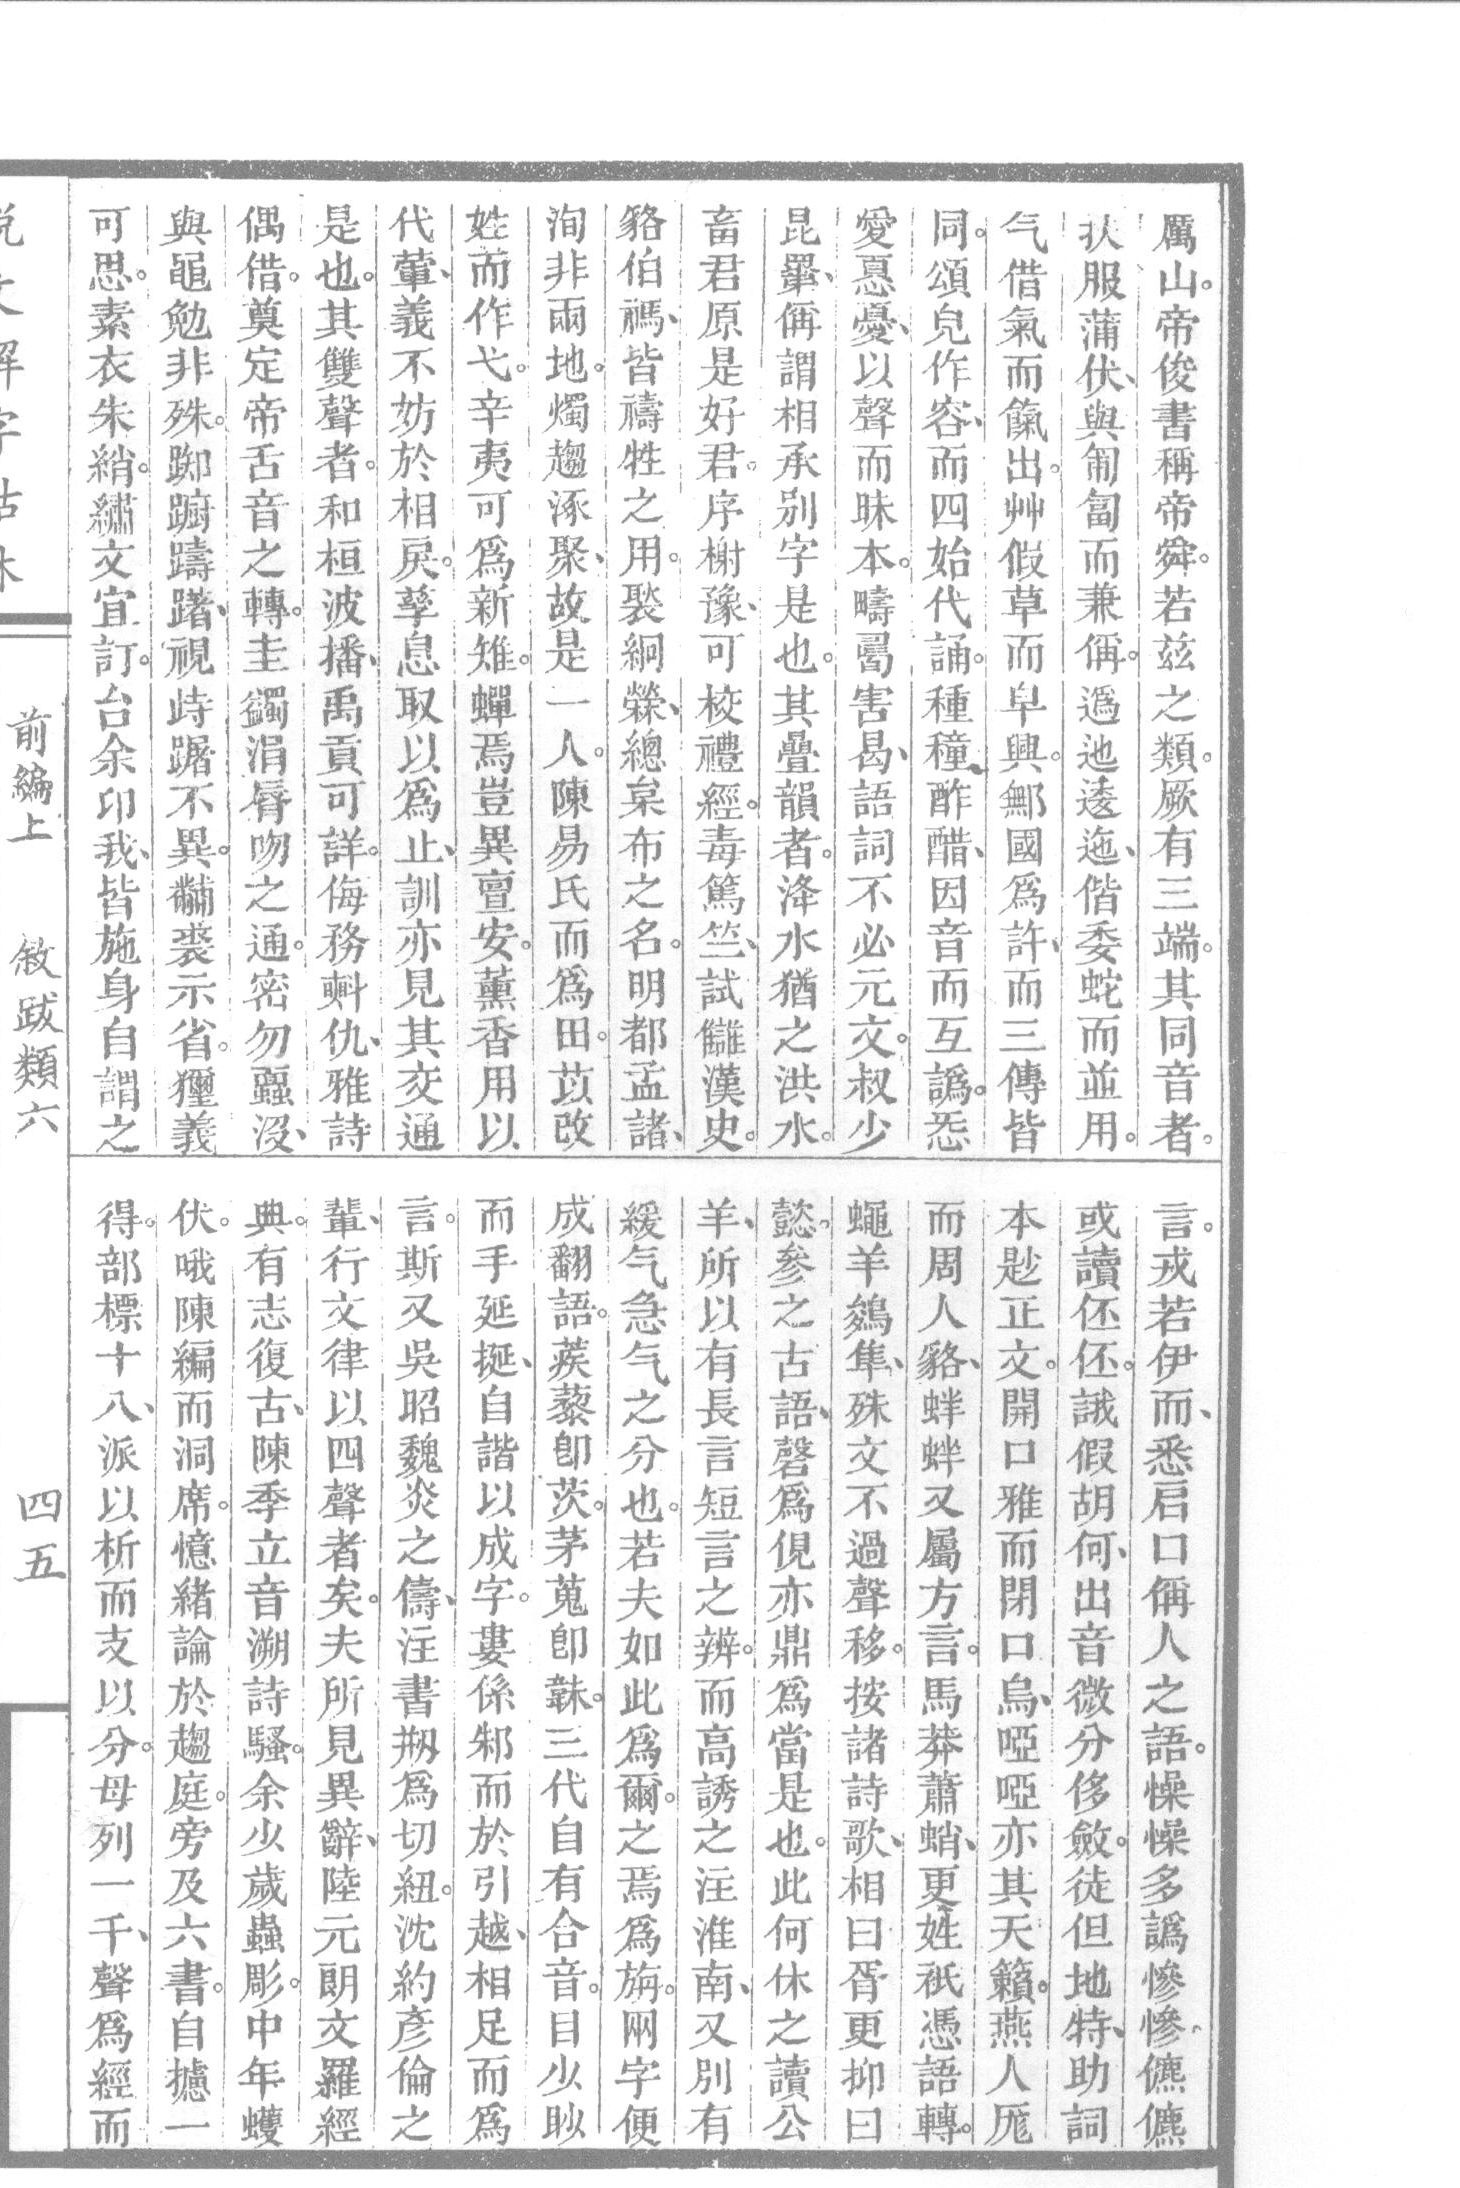 厲山。帝俊書稱帝舜。若茲之類。厥有三端。其同音者。
扶服蒲伏、與匍匐而兼偁。逶迆逶迤、偕委蛇而並用。
气借氣而餼出。艸假草而皁興。鄦國爲許、而三傳皆
同。頌皃作容、而四始代誦。種穜、酢醋、因音而互譌。㤅
愛㥑憂、以聲而昧本。疇曷害曷、語詞不必元文。叔少
昆罤、偁謂相承別字是也。其疊韻者。洚水猶之洪水。
畜君原是好君。序榭豫、可校禮經。毒篤竺、試讎漢史。
貉伯禡、皆禱牲之用。褧絅檾、總枲布之名。明都孟諸、
洵非兩地。燭趨涿聚、故是一人。陳易氏而爲田。苡改
姓而作弋。辛夷可爲新雉。蟬焉豈異亶安。薰香用以
代葷、義不妨於相戾。孳息取以爲止、訓亦見其交通
是也。其雙聲者。和桓波播、禹貢可詳。侮務斁仇、雅詩
偶借。奠定帝舌音之轉。圭蠲涓脣吻之通。密勿蠠沒、
與黽勉非殊。踟躕躊躇、視峙踞不異。黼裘示省。玁義
可思。素衣朱綃。繡文宜訂。台余卬我、皆施身自謂之
言。戎若伊而、悉启口偁人之語。懆懆多譌慘慘、儦儦
或讀伾伾。誐假胡何、出音微分侈斂。徒但地特、助詞
本尟正文。開口雅而閉口烏、啞啞亦其天籟。燕人厖
而周人貉、蛘蛘又屬方言。馬莽蕭蛸、更姓祇憑語轉。
蠅羊鷂隼、殊文不過聲移。按諸詩歌、相曰胥更抑曰
懿。參之古語、磬爲俔亦鼎爲當是也。此何休之讀公
羊、所以有長言短言之辨。而高誘之注淮南、又別有
緩气急气之分也。若夫如此爲爾。之焉爲旃。兩字便
成翻語。蒺藜卽茨。茅蒐卽韎。三代自有合音。目少眇
而手延挻、自諧以成字。婁係邾而於引越、相足而爲
言。斯又吳昭魏炎之儔、注書剏爲切紐。沈約彥倫之
輩、行文律以四聲者矣。夫所見異辭、陸元朗文羅經
典。有志復古、陳季立音溯詩騷。余少歲蟲彫。中年蠖
伏。哦陳編而洞席。憶緒論於趨庭。旁及六書。自攄一
得。部標十八、派以析而支以分。母列一千、聲爲經而
前編上
敘跋類六
四五